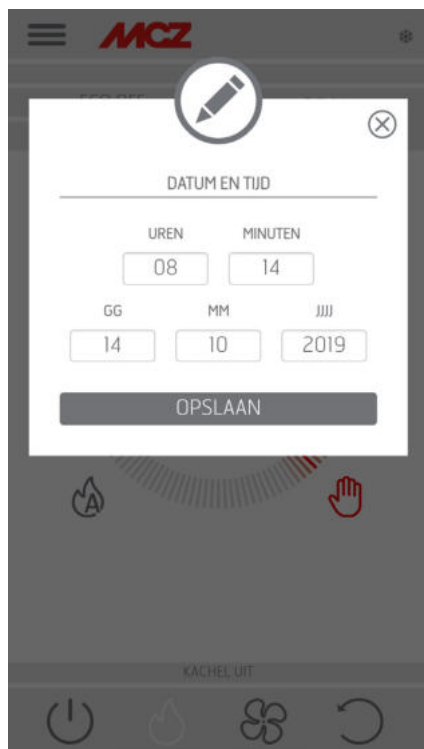 MCZ
DATUM EN TIJD
UREN MINUTEN
08 14
GG MM JJJJ
14 10 2019
OPSLAAN
A
KACHEL UIT